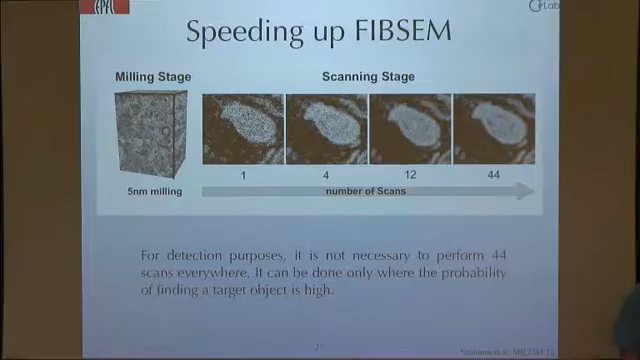 EPFL
CVLab
Speeding up FIBSEM
Milling Stage
Scanning Stage
1 4 12 44
5nm milling
number of Scans
For detection purposes, it is not necessary to perform 44
scans everywhere. It can be done only where the probability
of finding a target object is high.